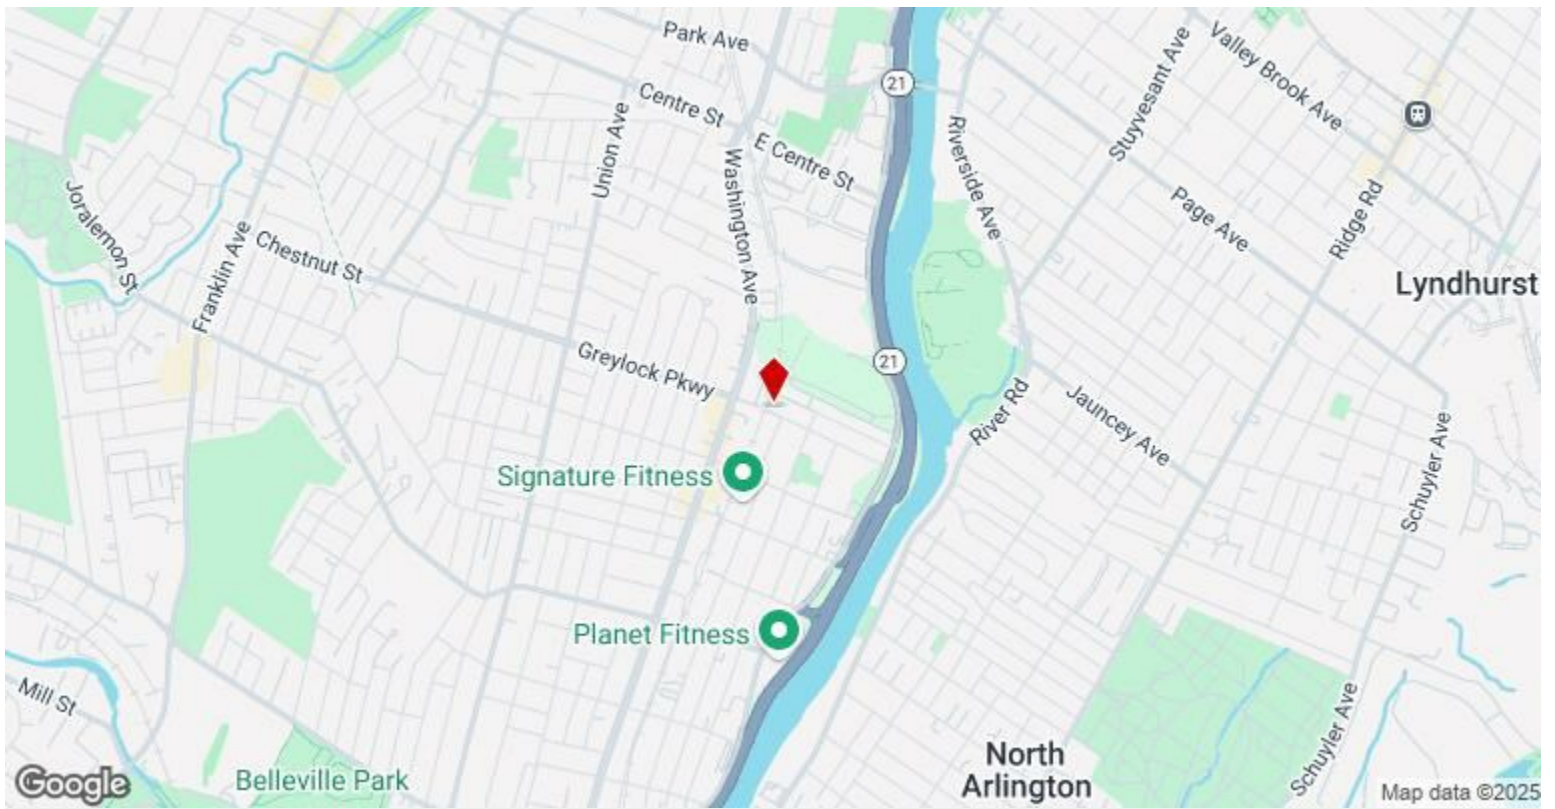 Park Ave
21
Valley Brook Ave
Stuyvesant Ave
Centre St
Union Ave
E Centre St
Washington Ave
Riverside Ave
Joralemon St
Page Ave
Ridge Rd
Franklin Ave
Chestnut St
Lyndhurst
Greylock Pkwy
21
River Rd
Jauncey Ave
Schuyler Ave
Signature Fitness
Planet Fitness
Mill St
Schuyler Ave
North
Arlington
Belleville Park
Google
Map data ©2025